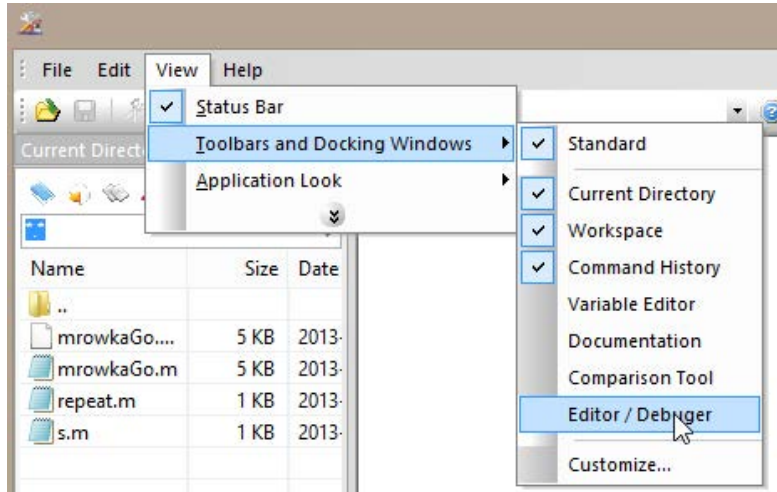 File Edit View Help
Status Bar
Toolbars and Docking Windows
Application Look
Standard
Current Directory
Workspace
Command History
Variable Editor
Documentation
Comparison Tool
Editor / Debuger
Customize...
Current Direct
Name Size Date
..
mrowkaGo.... 5 KB 2013-
mrowkaGo.m 5 KB 2013-
repeat.m 1 KB 2013-
s.m 1 KB 2013-